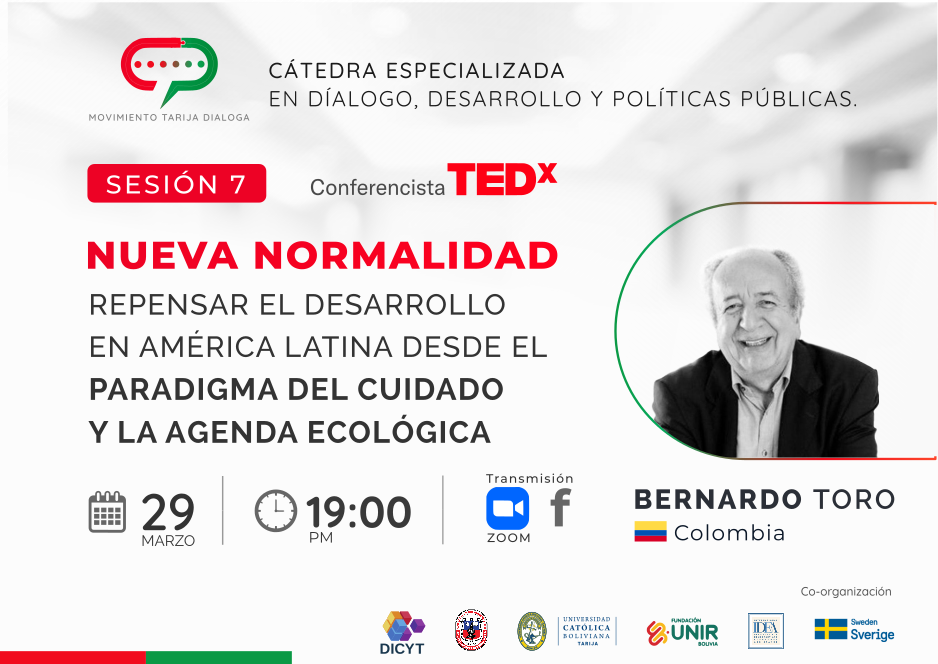 CÁTEDRA ESPECIALIZADA
EN DÍALOGO, DESARROLLO Y POLÍTICAS PÚBLICAS.
MOVIMIENTO TARIJA DIALOGA
SESIÓN 7
Conferencista TEDx
NUEVA NORMALIDAD
REPENSAR EL DESARROLLO
EN AMÉRICA LATINA DESDE EL
PARADIGMA DEL CUIDADO
Y LA AGENDA ECOLÓGICA
29
MARZO
19:00
PM
Transmisión
f
ZOOM
BERNARDO TORO
Colombia
Co-organización
DICYT
UNIVERSIDAD
CATÓLICA
BOLIVIANA
TARIJA
FUNDACIÓN
UNIR
BOLIVIA
IDEA
Sweden
Sverige